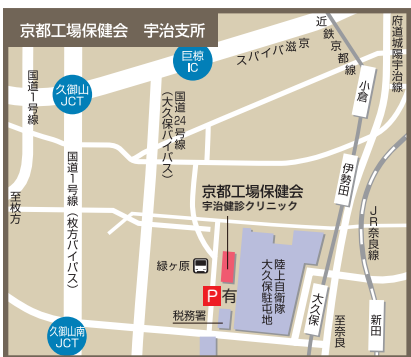 京都工場保健会 宇治支所
近鉄京都線
府道城陽宇治線
京滋バイパス
巨椋
IC
国道1号線
久御山
JCT
国道24号線
(大久保バイパス)
小倉
伊勢田
国道1号線(枚方バイパス)
至枚方
京都工場保健会
宇治健診クリニック
JR奈良線
緑ヶ原
P有
陸上自衛隊
大久保駐屯地
税務署
大久保
至奈良
新田
久御山南
JCT